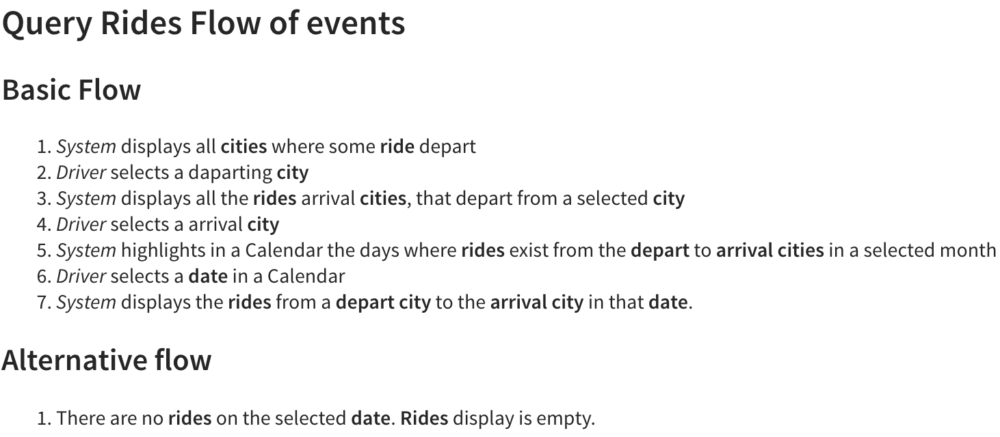 Query Rides Flow of events
Basic Flow
1. System displays all cities where some ride depart
2. Driver selects a daparting city
3. System displays all the rides arrival cities, that depart from a selected city
4. Driver selects a arrival city
5. System highlights in a Calendar the days where rides exist from the depart to arrival cities in a selected month
6. Driver selects a date in a Calendar
7. System displays the rides from a depart city to the arrival city in that date.
Alternative flow
1. There are no rides on the selected date. Rides display is empty.